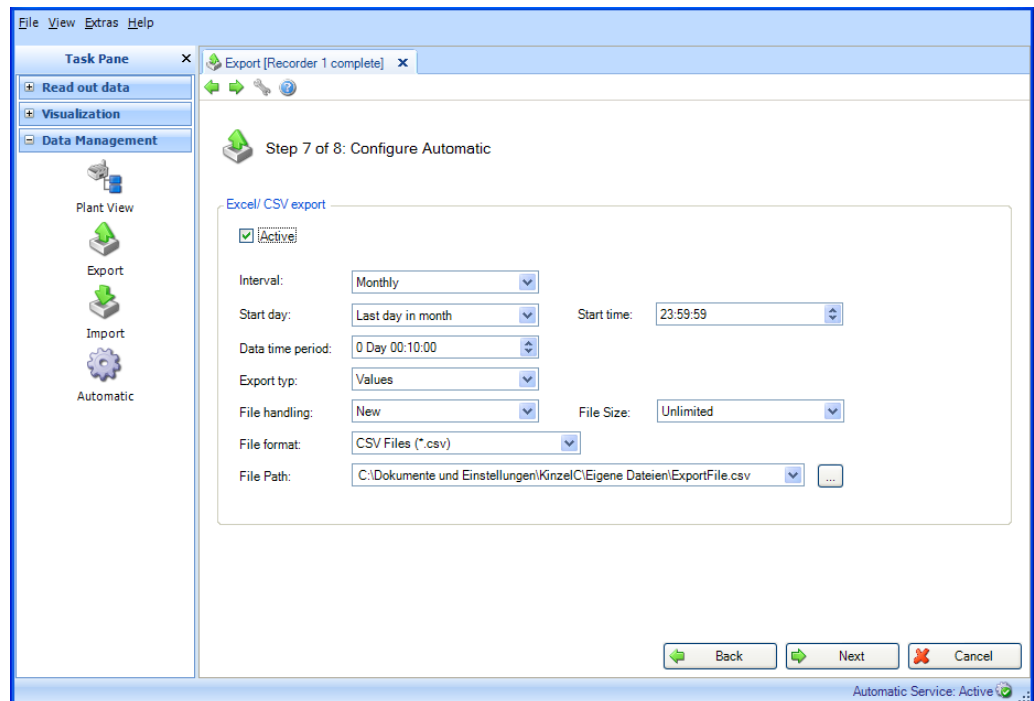 File View Extras Help
Task Pane
Export [Recorder 1 complete]
Read out data
Visualization
Data Management
Plant View
Export
Import
Automatic
Step 7 of 8: Configure Automatic
Excel/ CSV export
Active
Interval: Monthly
Start day: Last day in month Start time: 23:59:59
Data time period: 0 Day 00:10:00
Export typ: Values
File handling: New File Size: Unlimited
File format: CSV Files (*.csv)
File Path: C:\Dokumente und Einstellungen\KinzelC\Eigene Dateien\ExportFile.csv ...
Back Next Cancel
Automatic Service: Active